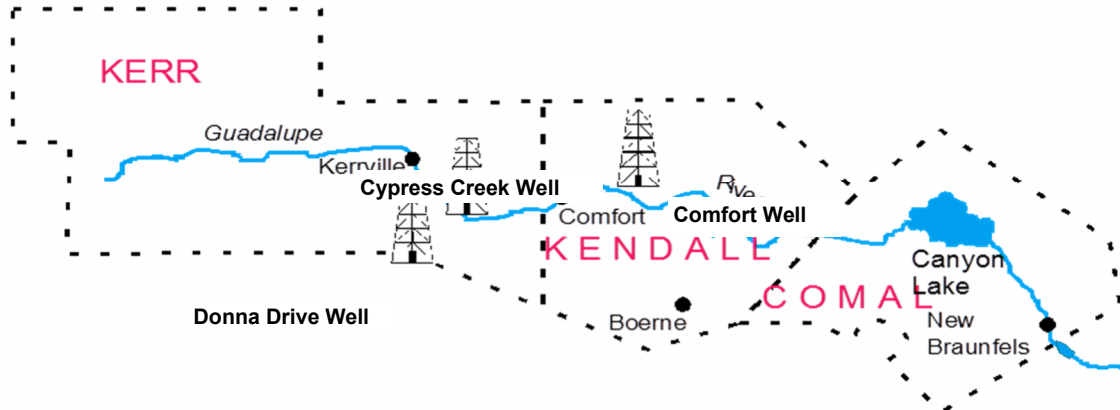 KERR
Guadalupe
Kerrville
Cypress Creek Well
Rive
Comfort
Comfort Well
KENDALL
Canyon
Lake
COMAL
Donna Drive Well
Boerne
New
Braunfels